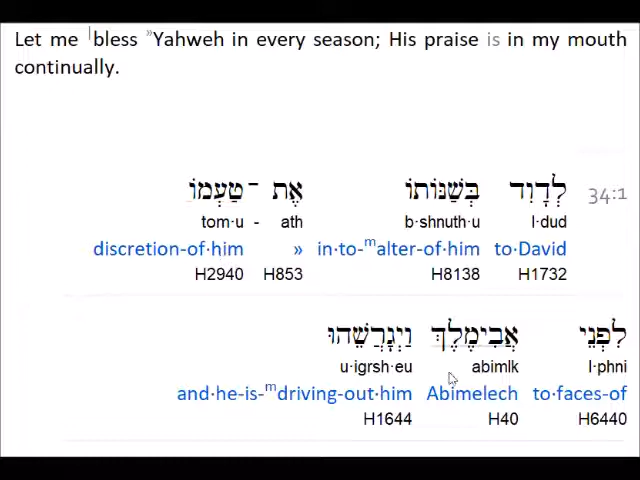 Let me |bless »Yahweh in every season; His praise is in my mouth
continually.
לְדָוִד בְּשַׁנּוֹתוֹ אֶת ־ טַעְמוֹ 34:1
tom·u - ath b·shnuth·u l·dud
discretion-of·him » in·to-ᵐalter-of·him to·David
H2940 H853 H8138 H1732
לִפְנֵי אֲבִימֶלֶךְ וַיְגָרְשֵׁהוּ
u·igrsh·eu abimlk l·phni
and·he-is-ᵐdriving-out·him Abimelech to·faces-of
H1644 H40 H6440